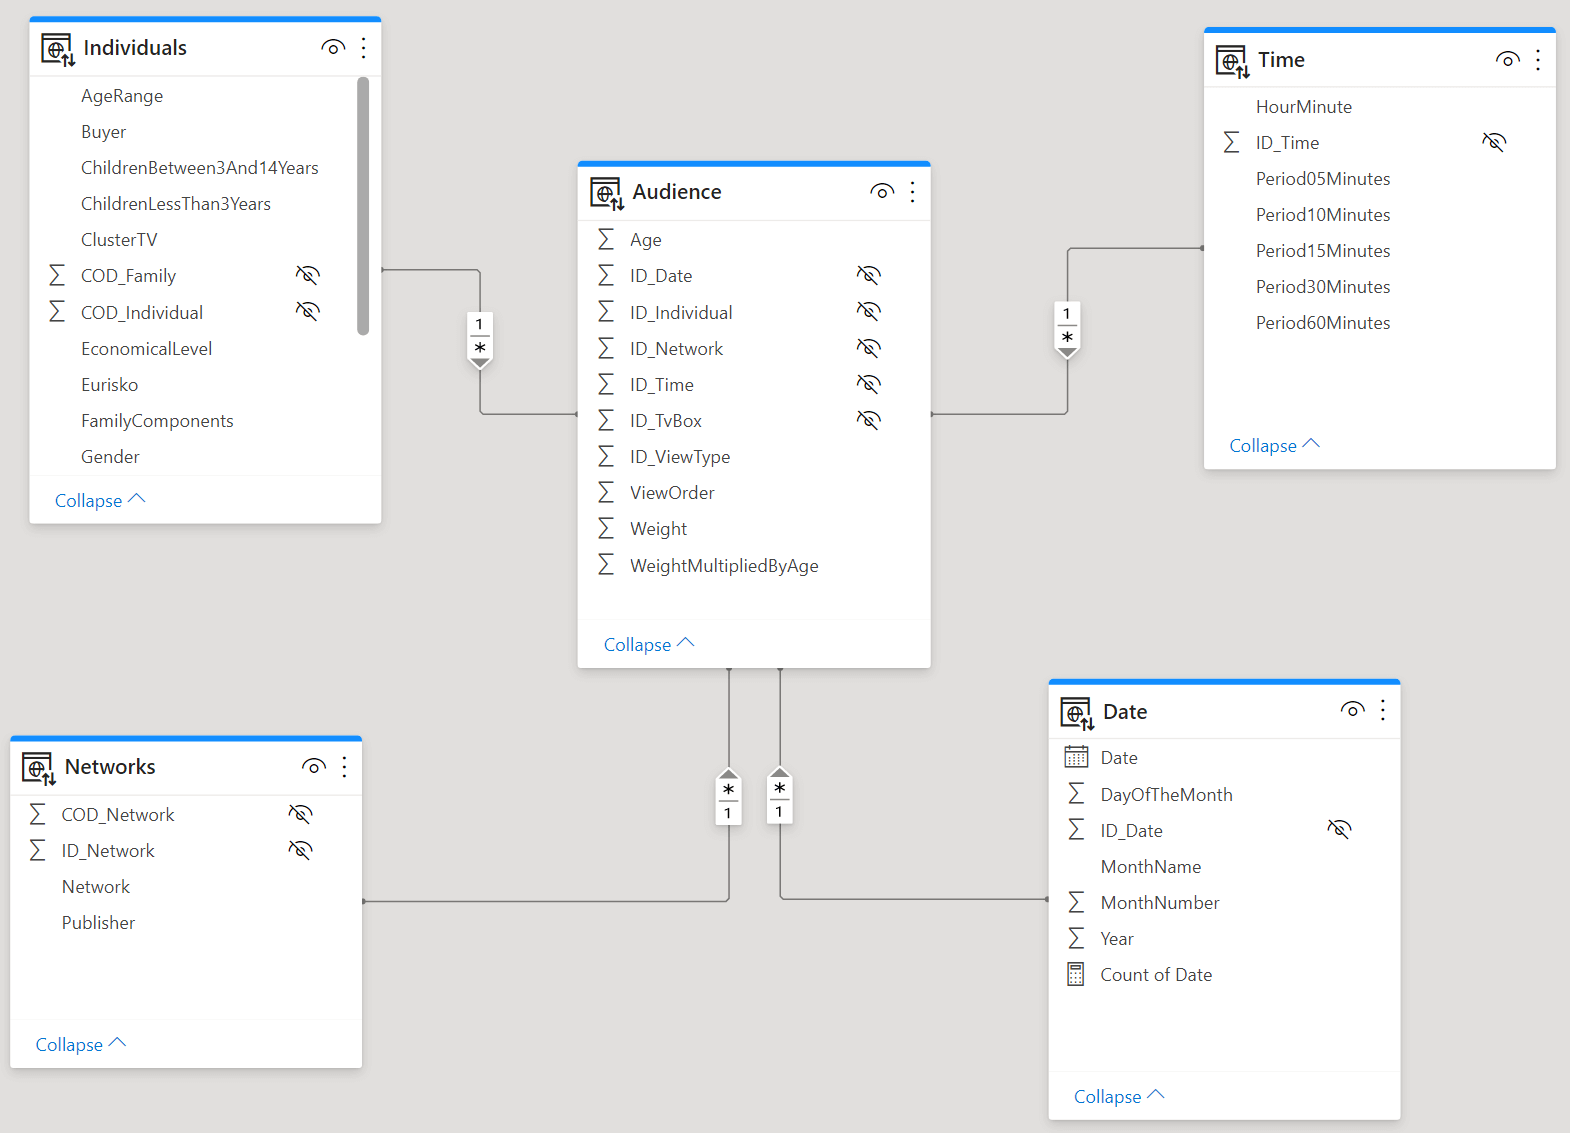 Individuals
AgeRange
Buyer
ChildrenBetween3And14Years
ChildrenLessThan3Years
ClusterTV
COD_Family
COD_Individual
EconomicalLevel
Eurisko
FamilyComponents
Gender
Collapse
1
*
Audience
Age
ID_Date
ID_Individual
ID_Network
ID_Time
ID_TvBox
ID_ViewType
ViewOrder
Weight
WeightMultipliedByAge
Collapse
1
*
Time
HourMinute
ID_Time
Period05Minutes
Period10Minutes
Period15Minutes
Period30Minutes
Period60Minutes
Collapse
Networks
COD_Network
ID_Network
Network
Publisher
Collapse
*
1
*
1
Date
Date
DayOfTheMonth
ID_Date
MonthName
MonthNumber
Year
Count of Date
Collapse